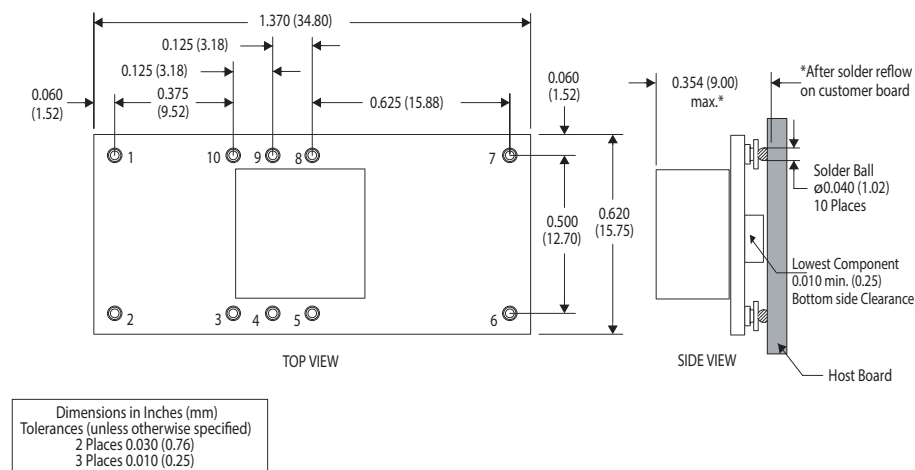 1.370 (34.80)
0.125 (3.18)
0.125 (3.18)
0.060
(1.52)
0.375
(9.52)
0.625 (15.88)
0.060
(1.52)
1
10
9
8
7
0.500
(12.70)
0.620
(15.75)
2
3
4
5
6
TOP VIEW
0.354 (9.00)
max.*
*After solder reflow
on customer board
Solder Ball
ø0.040 (1.02)
10 Places
Lowest Component
0.010 min. (0.25)
Bottom side Clearance
SIDE VIEW
Host Board
Dimensions in Inches (mm)
Tolerances (unless otherwise specified)
2 Places 0.030 (0.76)
3 Places 0.010 (0.25)